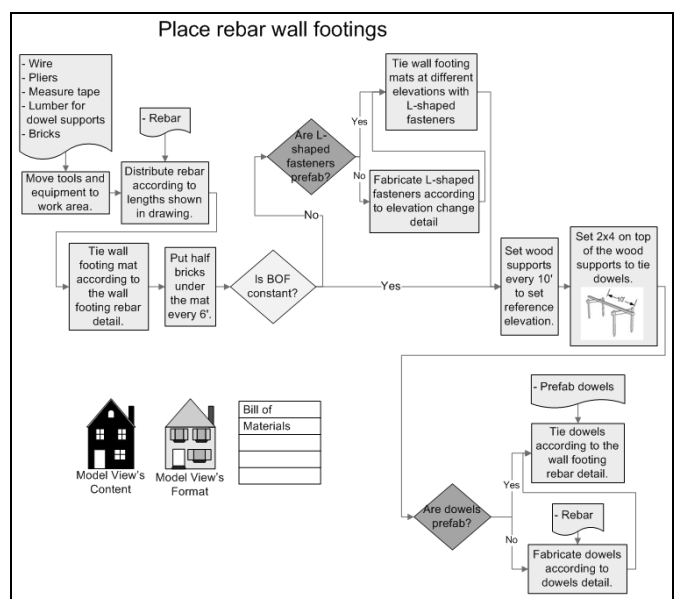 Place rebar wall footings
- Wire
- Pliers
- Measure tape
- Lumber for
dowel supports
- Bricks
- Rebar
Move tools and
equipment to
work area.
Distribute rebar
according to
lengths shown
in drawing.
Are L-
shaped
fasteners
prefab?
Yes
No
Tie wall footing
mats at different
elevations with
L-shaped
fasteners
Fabricate L-shaped
fasteners according
to elevation change
detail
Tie wall
footing mat
according to
the wall
footing rebar
detail.
Put half
bricks
under
the mat
every 6'.
Is BOF
constant?
No
Yes
Set wood
supports
every 10'
to set
reference
elevation.
Set 2x4 on top
of the wood
supports to tie
dowels.
10'
Model View's
Content
Model View's
Format
Bill of
Materials
Are dowels
prefab?
Yes
No
- Prefab dowels
Tie dowels
according to the
wall footing
rebar detail.
- Rebar
Fabricate dowels
according to
dowels detail.